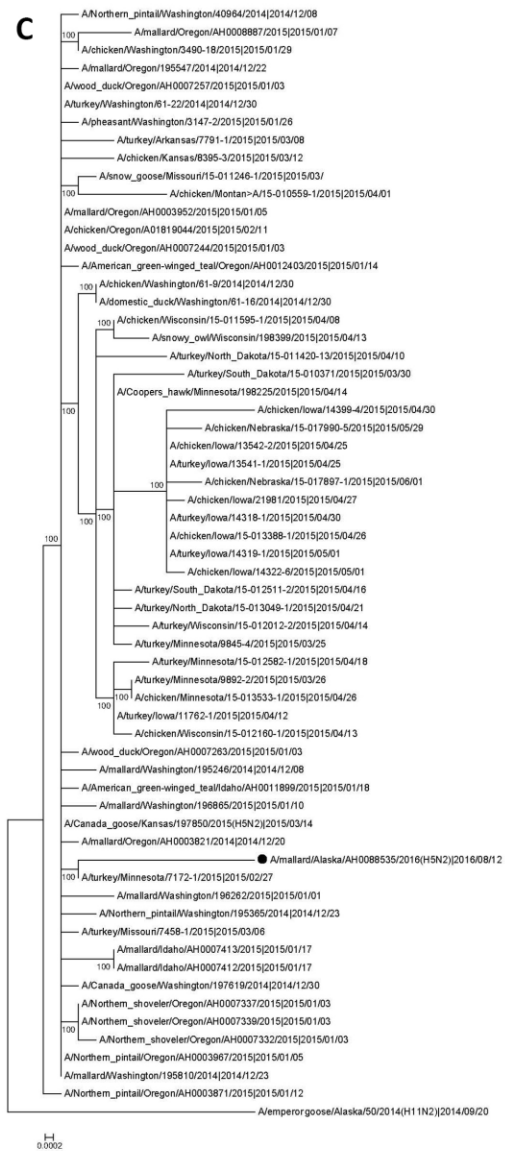 C
A/Northern_pintail/Washington/40964/2014|2014/12/08
A/mallard/Oregon/AH0008887/2015|2015/01/07
100
A/chicken/Washington/3490-18/2015|2015/01/29
A/mallard/Oregon/195547/2014|2014/12/22
A/wood_duck/Oregon/AH0007257/2015|2015/01/03
A/turkey/Washington/61-22/2014|2014/12/30
A/pheasant/Washington/3147-2/2015|2015/01/26
A/turkey/Arkansas/7791-1/2015|2015/03/08
A/chicken/Kansas/8395-3/2015|2015/03/12
A/snow_goose/Missouri/15-011246-1/2015|2015/03/
100
A/chicken/Montan>A/15-010559-1/2015|2015/04/01
A/mallard/Oregon/AH0003952/2015|2015/01/05
A/chicken/Oregon/A01819044/2015|2015/02/11
A/wood_duck/Oregon/AH0007244/2015|2015/01/03
A/American_green-winged_teal/Oregon/AH0012403/2015|2015/01/14
A/chicken/Washington/61-9/2014|2014/12/30
100
A/domestic_duck/Washington/61-16/2014|2014/12/30
A/chicken/Wisconsin/15-011595-1/2015|2015/04/08
100
A/snowy_owl/Wisconsin/198399/2015|2015/04/13
A/turkey/North_Dakota/15-011420-13/2015|2015/04/10
A/turkey/South_Dakota/15-010371/2015|2015/03/30
A/Coopers_hawk/Minnesota/198225/2015|2015/04/14
100
A/chicken/Iowa/14399-4/2015|2015/04/30
A/chicken/Nebraska/15-017990-5/2015|2015/05/29
A/chicken/Iowa/13542-2/2015|2015/04/25
A/turkey/Iowa/13541-1/2015|2015/04/25
A/chicken/Nebraska/15-017897-1/2015|2015/06/01
100
A/chicken/Iowa/21981/2015|2015/04/27
A/turkey/Iowa/14318-1/2015|2015/04/30
100
100 100
A/chicken/Iowa/15-013388-1/2015|2015/04/26
A/turkey/Iowa/14319-1/2015|2015/05/01
100
A/chicken/Iowa/14322-6/2015|2015/05/01
A/turkey/South_Dakota/15-012511-2/2015|2015/04/16
A/turkey/North_Dakota/15-013049-1/2015|2015/04/21
A/turkey/Wisconsin/15-012012-2/2015|2015/04/14
A/turkey/Minnesota/9845-4/2015|2015/03/25
A/turkey/Minnesota/15-012582-1/2015|2015/04/18
A/turkey/Minnesota/9892-2/2015|2015/03/26
100
A/chicken/Minnesota/15-013533-1/2015|2015/04/26
100
A/turkey/Iowa/11762-1/2015|2015/04/12
A/chicken/Wisconsin/15-012160-1/2015|2015/04/13
A/wood_duck/Oregon/AH0007263/2015|2015/01/03
A/mallard/Washington/195246/2014|2014/12/08
A/American_green-winged_teal/Idaho/AH0011899/2015|2015/01/18
A/mallard/Washington/196865/2015|2015/01/10
A/Canada_goose/Kansas/197850/2015(H5N2)|2015/03/14
A/mallard/Oregon/AH0003821/2014|2014/12/20
A/mallard/Alaska/AH0088535/2016(H5N2)|2016/08/12
100
A/turkey/Minnesota/7172-1/2015|2015/02/27
A/mallard/Washington/196262/2015|2015/01/01
A/Northern_pintail/Washington/195365/2014|2014/12/23
A/turkey/Missouri/7458-1/2015|2015/03/06
A/mallard/Idaho/AH0007413/2015|2015/01/17
100
A/mallard/Idaho/AH0007412/2015|2015/01/17
A/Canada_goose/Washington/197619/2014|2014/12/30
A/Northern_shoveler/Oregon/AH0007337/2015|2015/01/03
100
A/Northern_shoveler/Oregon/AH0007339/2015|2015/01/03
A/Northern_shoveler/Oregon/AH0007332/2015|2015/01/03
A/Northern_pintail/Oregon/AH0003967/2015|2015/01/05
A/mallard/Washington/195810/2014|2014/12/23
A/Northern_pintail/Oregon/AH0003871/2015|2015/01/12
A/emperorgoose/Alaska/50/2014(H11N2)|2014/09/20
0.0002